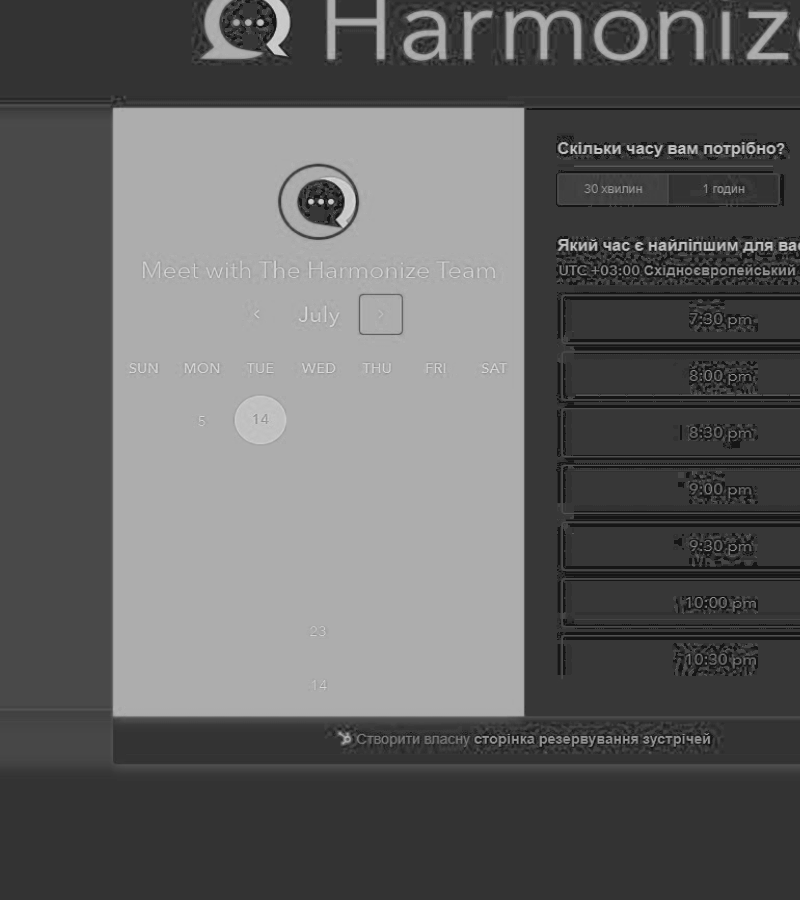 Harmonize
Meet with The Harmonize Team
July
SUN MON TUE WED THU FRI SAT
5 14
23
14
Скільки часу вам потрібно?
30 хвилин 1 годин
Який час є найліпшим для вас
UTC +03:00 Східноєвропейський
7:30 pm
8:00 pm
8:30 pm
9:00 pm
9:30 pm
10:00 pm
10:30 pm
Створити власну сторінка резервування зустрічей